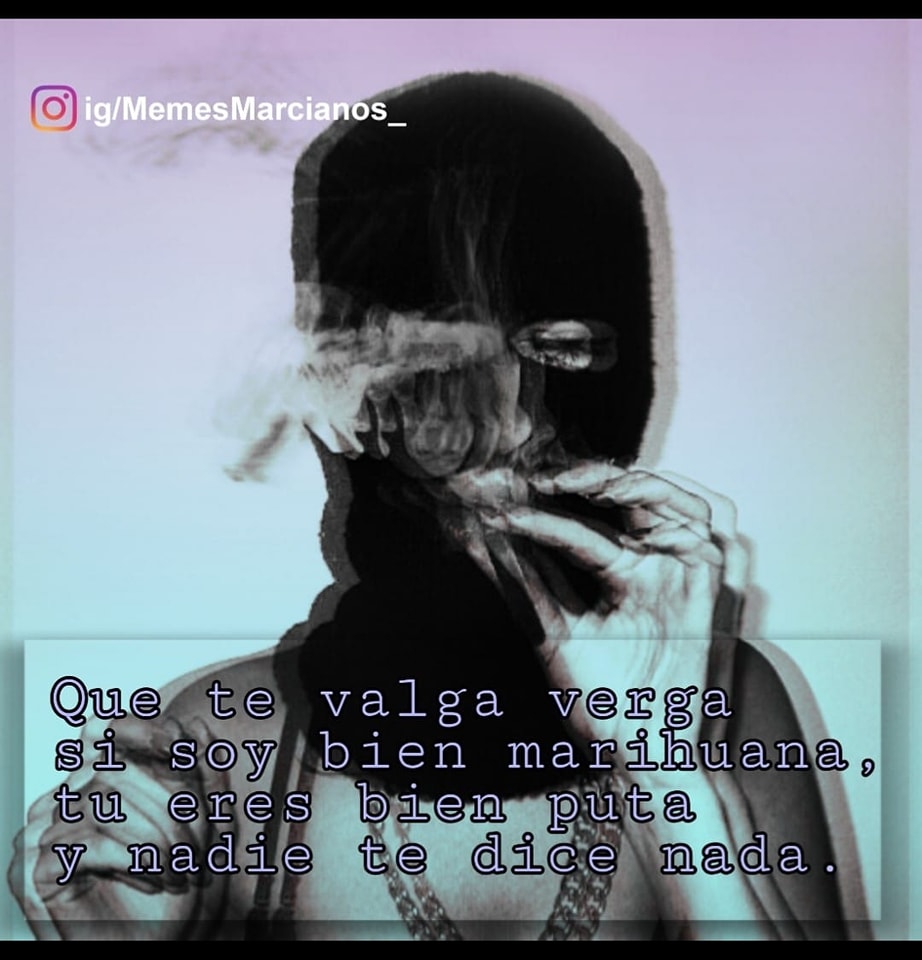 ig/MemesMarcianos_
Que te valga verga
si soy bien marihuana,
tu eres bien puta
y nadie te dice nada.